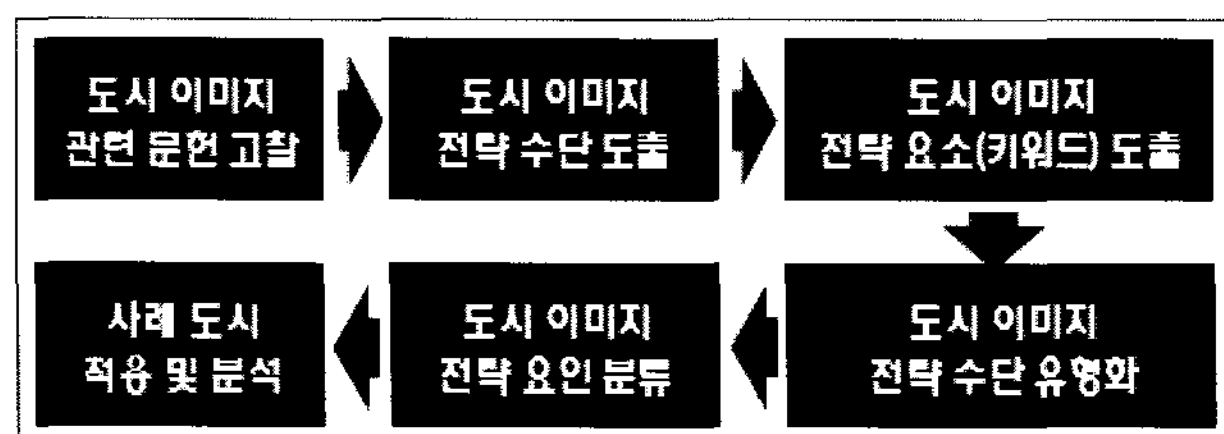 도시 이미지
관련 문헌 고찰
도시 이미지
전략 수단 도출
도시 이미지
전략 요소(키워드) 도출
도시 이미지
전략 수단 유형화
도시 이미지
전략 요인 분류
사례 도시
적용 및 분석